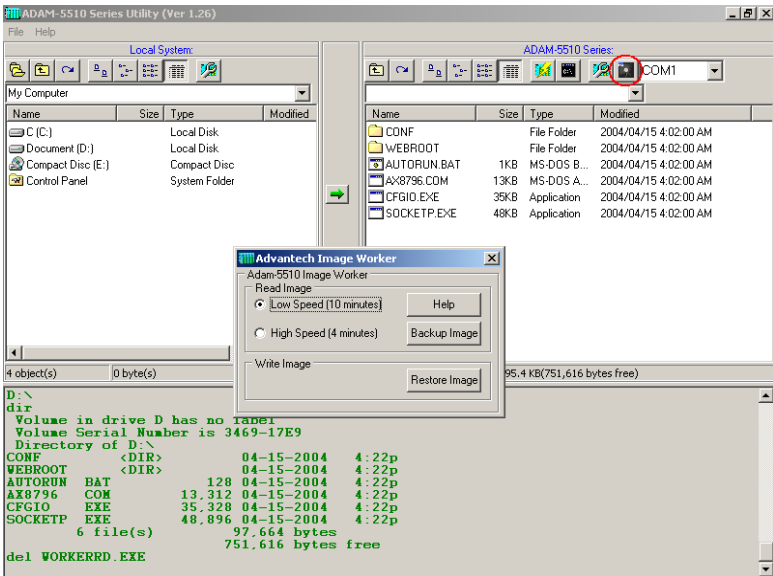 ADAM-5510 Series Utility (Ver 1.26)
File Help
Local System:
My Computer
Name Size Type Modified
C (C:) Local Disk
Document (D:) Local Disk
Compact Disc (E:) Compact Disc
Control Panel System Folder
4 object(s) 0 byte(s)
ADAM-5510 Series:
COM1
Name Size Type Modified
CONF File Folder 2004/04/15 4:02:00 AM
WEBROOT File Folder 2004/04/15 4:02:00 AM
AUTORUN.BAT 1KB MS-DOS B... 2004/04/15 4:02:00 AM
AX8796.COM 13KB MS-DOS A... 2004/04/15 4:02:00 AM
CFGIO.EXE 35KB Application 2004/04/15 4:02:00 AM
SOCKETP.EXE 48KB Application 2004/04/15 4:02:00 AM
95.4 KB(751,616 bytes free)
Advantech Image Worker
Adam-5510 Image Worker
Read Image
Low Speed (10 minutes) Help
High Speed (4 minutes) Backup Image
Write Image
Restore Image
D:\
dir
Volume in drive D has no label
Volume Serial Number is 3469-17E9
Directory of D:\
CONF <DIR> 04-15-2004 4:22p
WEBROOT <DIR> 04-15-2004 4:22p
AUTORUN BAT 128 04-15-2004 4:22p
AX8796 COM 13,312 04-15-2004 4:22p
CFGIO EXE 35,328 04-15-2004 4:22p
SOCKETP EXE 48,896 04-15-2004 4:22p
6 file(s) 97,664 bytes
751,616 bytes free
del WORKERRD.EXE